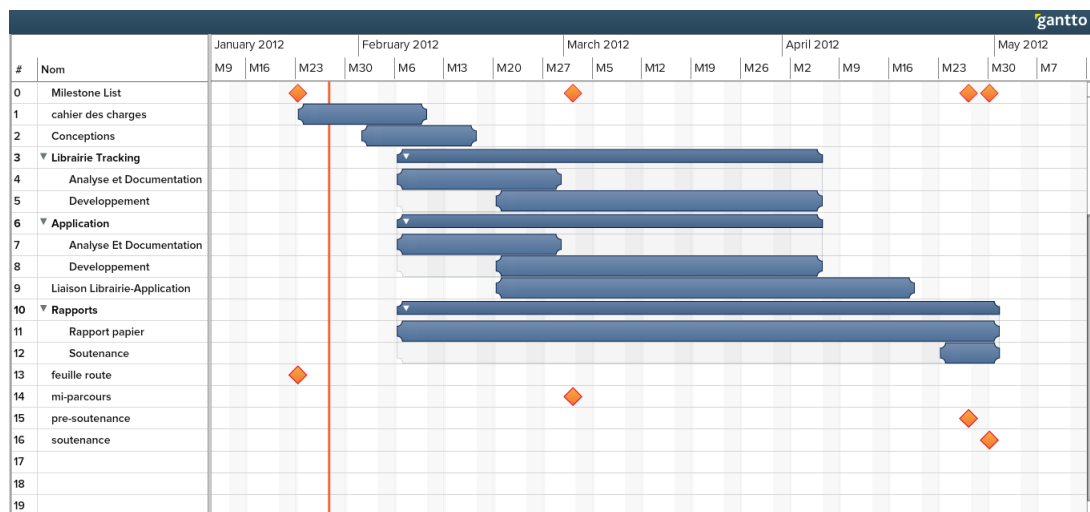 gantto
January 2012 February 2012 March 2012 April 2012 May 2012
# Nom M9 M16 M23 M30 M6 M13 M20 M27 M5 M12 M19 M26 M2 M9 M16 M23 M30 M7
0 Milestone List
1 cahier des charges
2 Conceptions
3 Librairie Tracking
4 Analyse et Documentation
5 Developpement
6 Application
7 Analyse Et Documentation
8 Developpement
9 Liaison Librairie-Application
10 Rapports
11 Rapport papier
12 Soutenance
13 feuille route
14 mi-parcours
15 pre-soutenance
16 soutenance
17
18
19